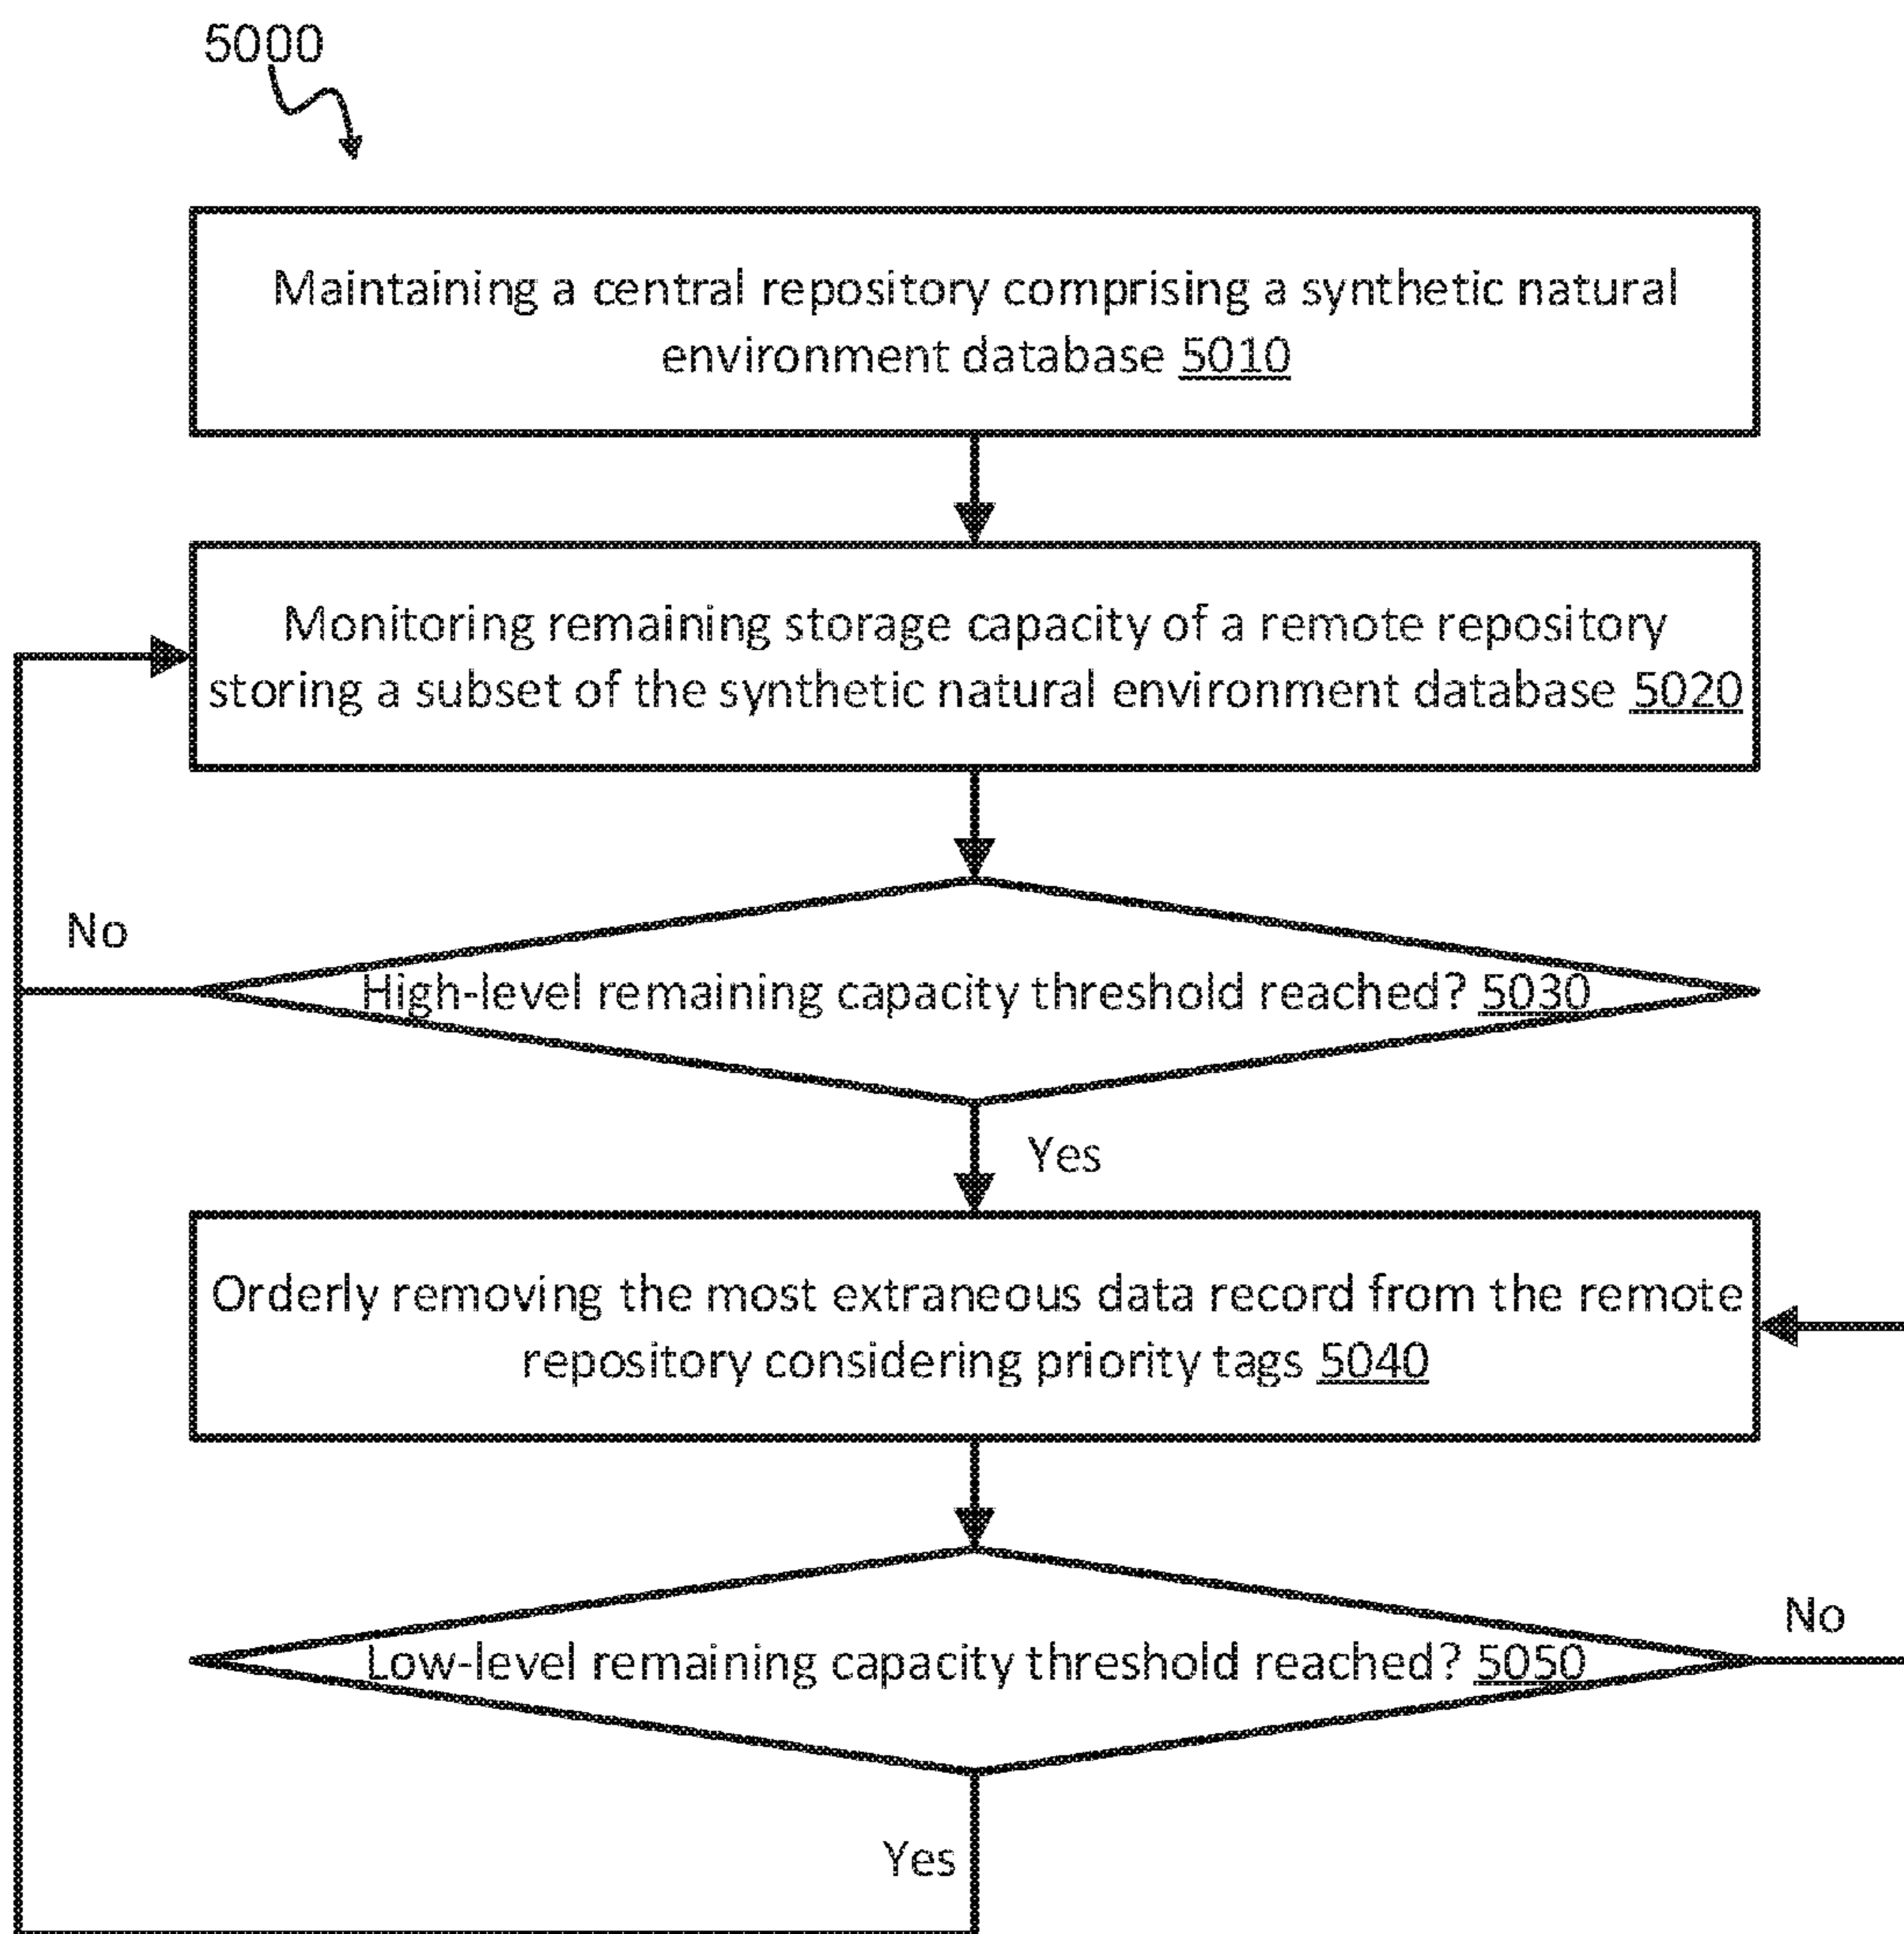 5000
Maintaining a central repository comprising a synthetic natural
environment database 5010
Monitoring remaining storage capacity of a remote repository
storing a subset of the synthetic natural environment database 5020
No
High-level remaining capacity threshold reached? 5030
Yes
Orderly removing the most extraneous data record from the remote
repository considering priority tags 5040
No
Low-level remaining capacity threshold reached? 5050
Yes